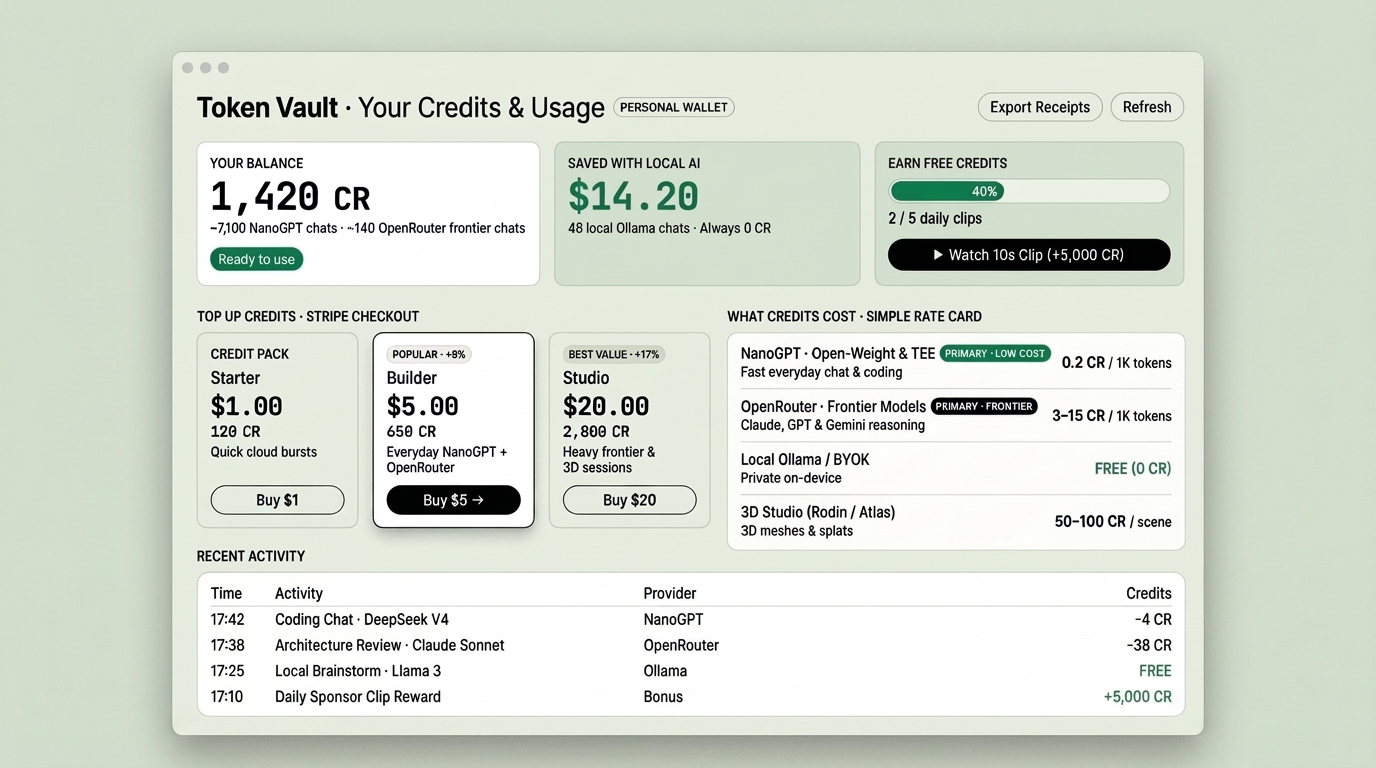 Token Vault · Your Credits & Usage PERSONAL WALLET
Export Receipts Refresh
YOUR BALANCE
1,420 CR
~7,100 NanoGPT chats · ~140 OpenRouter frontier chats
Ready to use
SAVED WITH LOCAL AI
$14.20
48 local Ollama chats · Always 0 CR
EARN FREE CREDITS
40%
2 / 5 daily clips
▶ Watch 10s Clip (+5,000 CR)
TOP UP CREDITS · STRIPE CHECKOUT
CREDIT PACK
Starter
$1.00
120 CR
Quick cloud bursts
Buy $1
POPULAR · +8%
Builder
$5.00
650 CR
Everyday NanoGPT +
OpenRouter
Buy $5 →
BEST VALUE · +17%
Studio
$20.00
2,800 CR
Heavy frontier &
3D sessions
Buy $20
WHAT CREDITS COST · SIMPLE RATE CARD
NanoGPT · Open-Weight & TEE PRIMARY · LOW COST
Fast everyday chat & coding
0.2 CR / 1K tokens
OpenRouter · Frontier Models PRIMARY · FRONTIER
Claude, GPT & Gemini reasoning
3–15 CR / 1K tokens
Local Ollama / BYOK
Private on-device
FREE (0 CR)
3D Studio (Rodin / Atlas)
3D meshes & splats
50–100 CR / scene
RECENT ACTIVITY
Time Activity Provider Credits
17:42 Coding Chat · DeepSeek V4 NanoGPT -4 CR
17:38 Architecture Review · Claude Sonnet OpenRouter -38 CR
17:25 Local Brainstorm · Llama 3 Ollama FREE
17:10 Daily Sponsor Clip Reward Bonus +5,000 CR